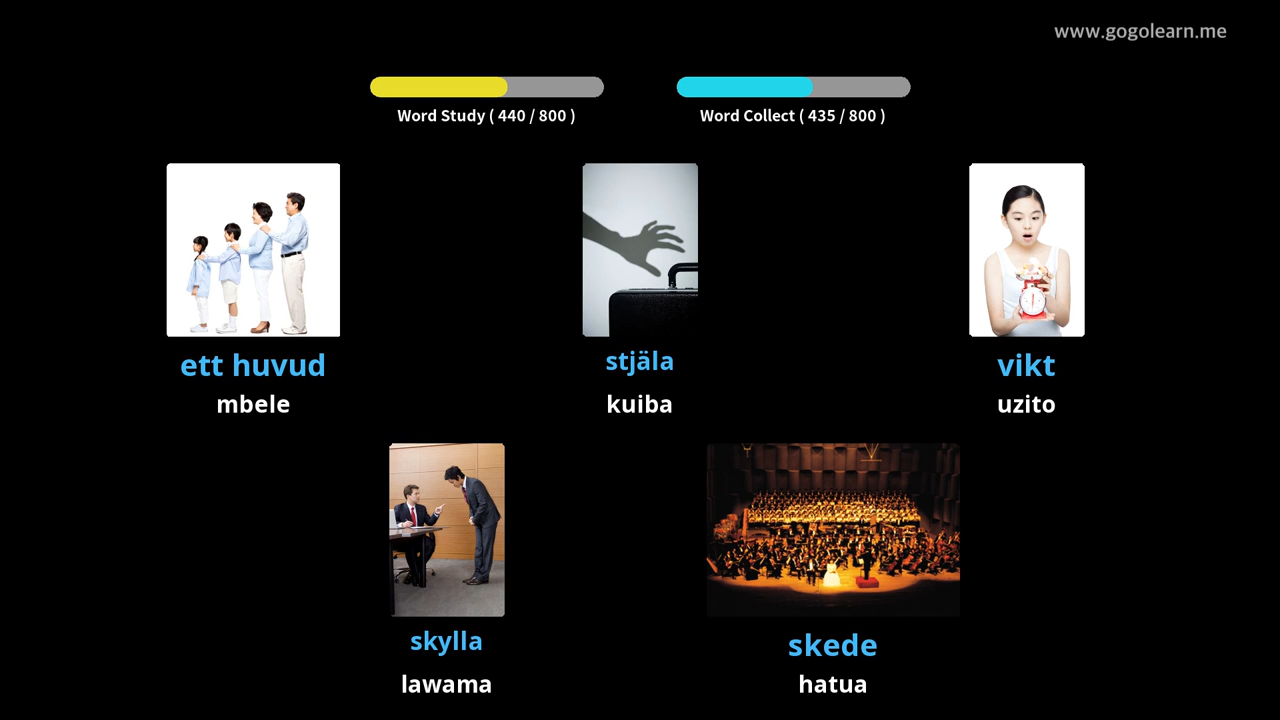 www.gogolearn.me
Word Study ( 440 / 800 )
Word Collect ( 435 / 800 )
ett huvud
mbele
stjäla
kuiba
vikt
uzito
skylla
lawama
skede
hatua